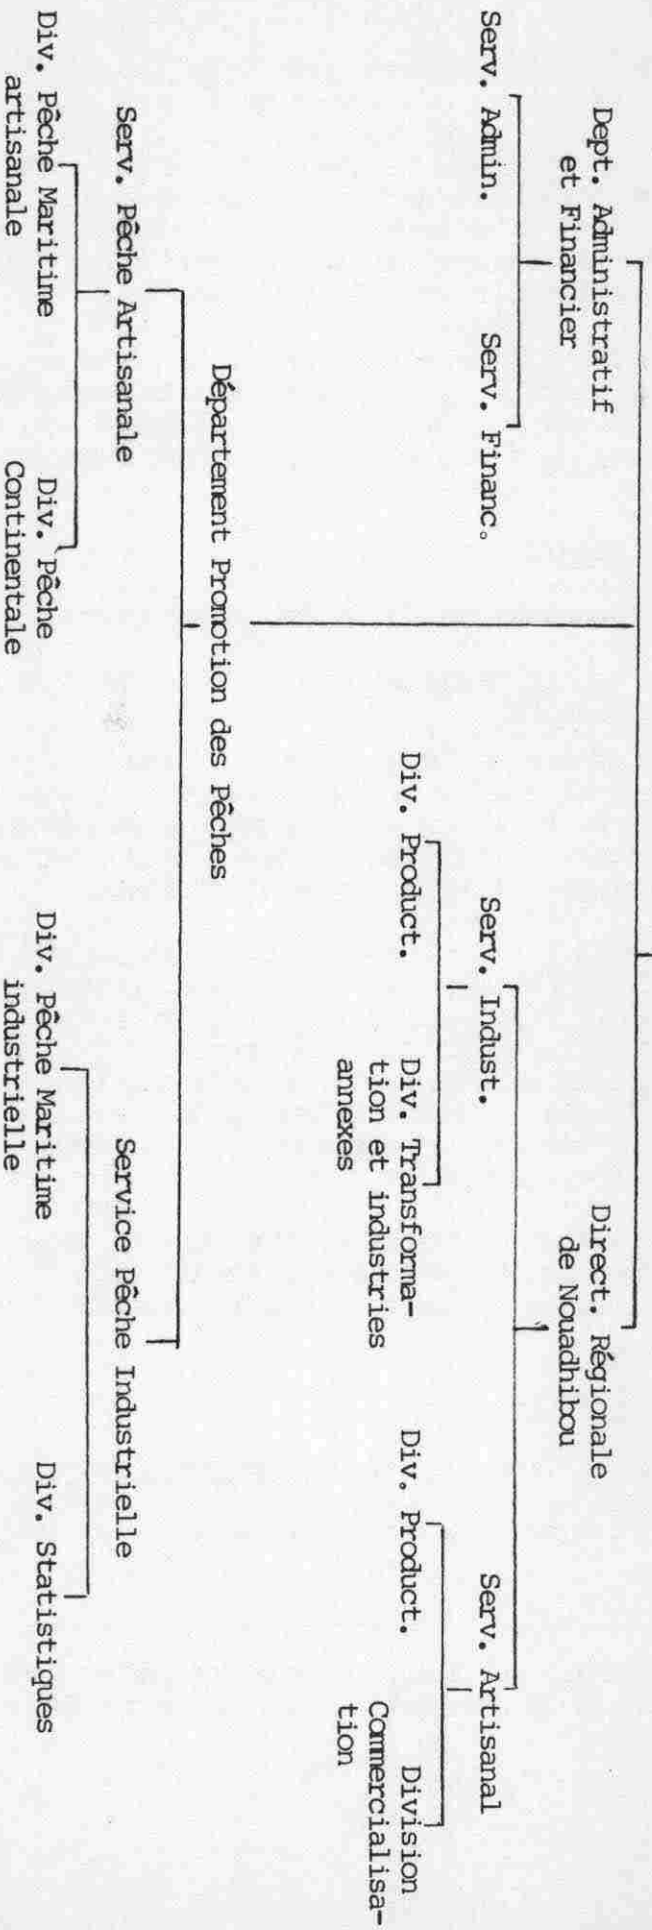 Dept. Administratif
et Financier
Direct. Régionale
de Nouadhibou
Serv. Admin.
Serv. Financ.
Serv. Indust.
Serv. Artisanal
Div. Product.
Div. Transforma-
tion et industries
annexes
Div. Product.
Division
Commercialisa-
tion
Département Promotion des Pêches
Serv. Pêche Artisanale
Service Pêche Industrielle
Div. Pêche Maritime
artisanale
Div. Pêche
Continentale
Div. Pêche Maritime
industrielle
Div. Statistiques